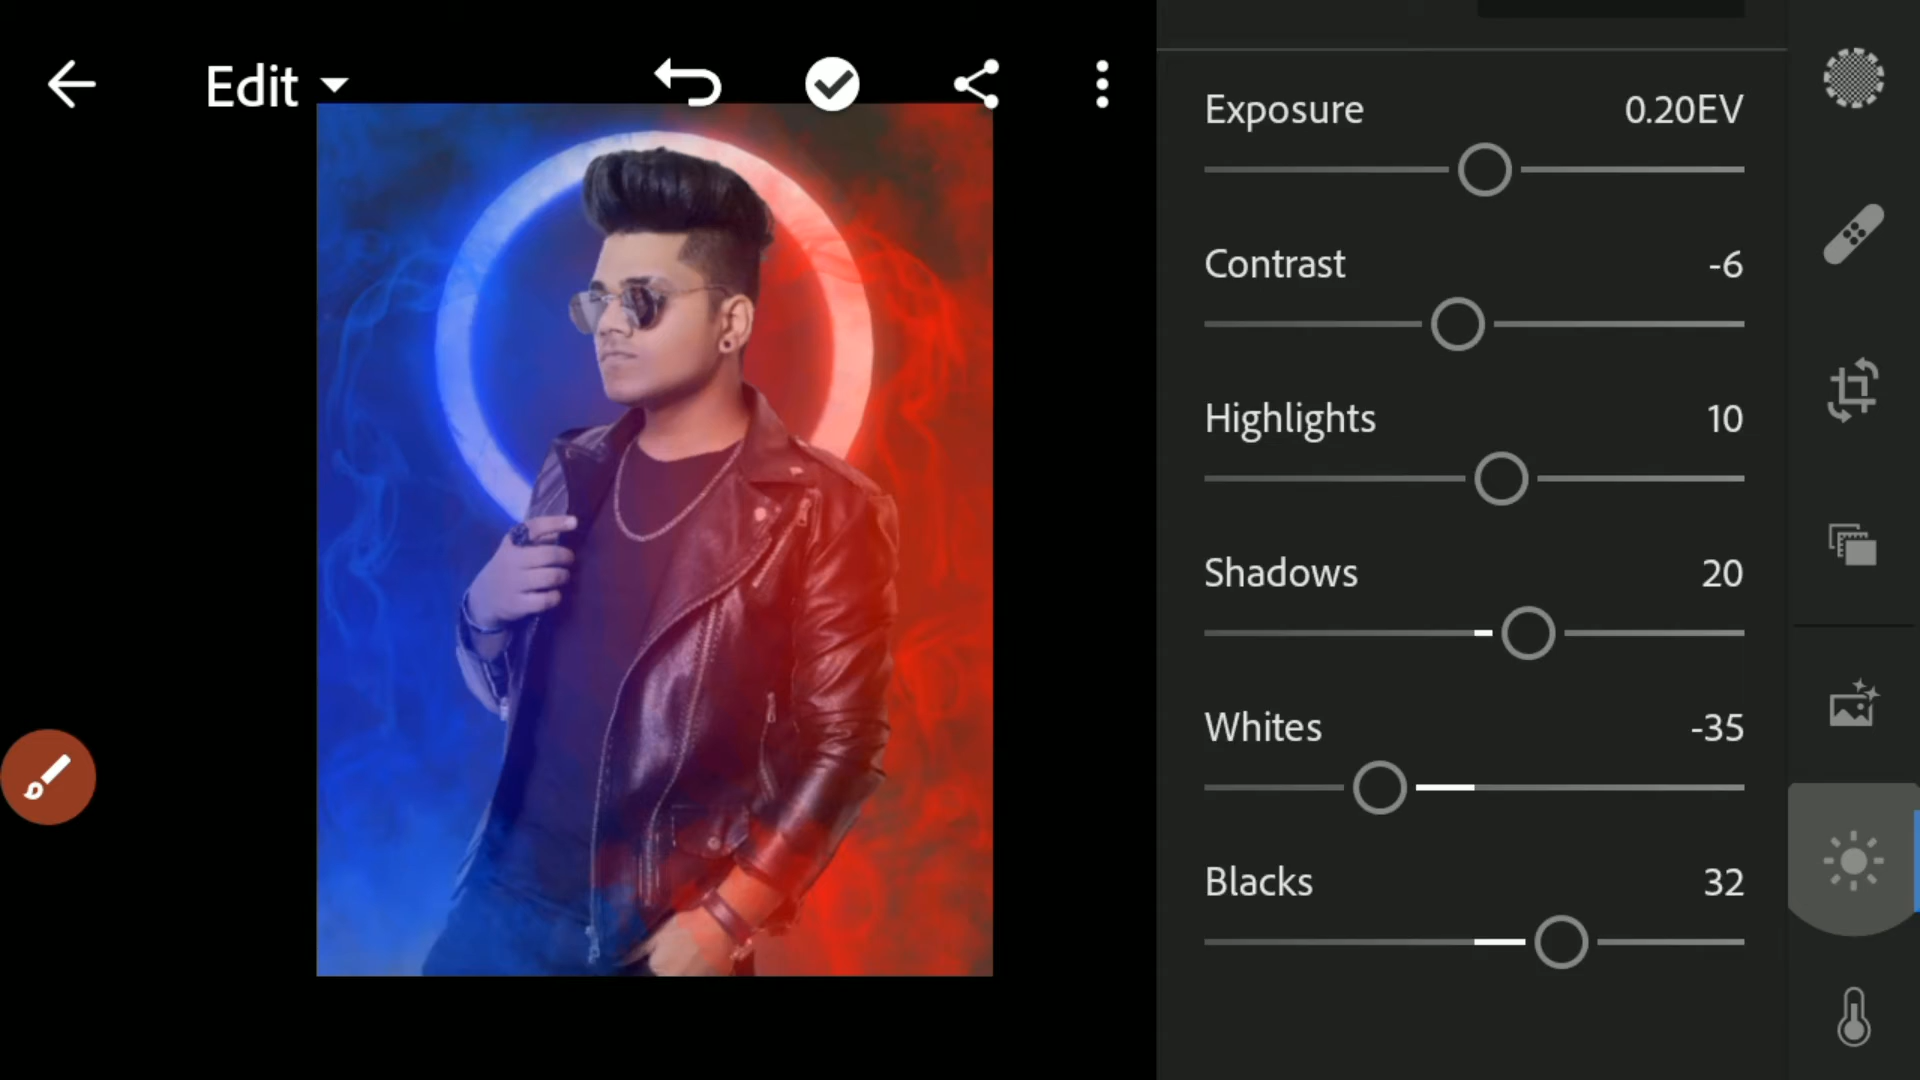 Edit
Exposure 0.20EV
Contrast -6
Highlights 10
Shadows 20
Whites -35
Blacks 32